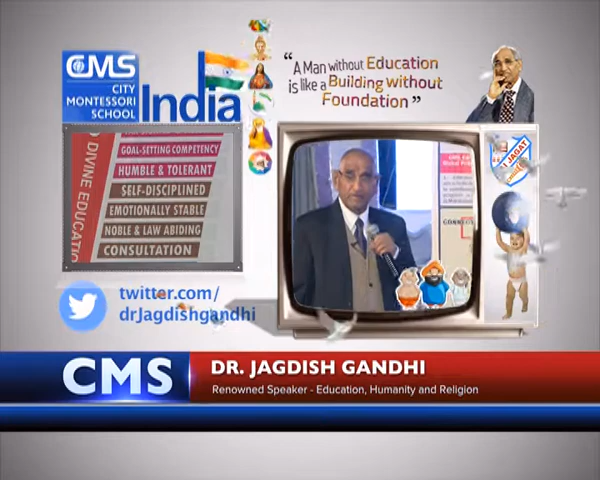 CMS
CITY
MONTESSORI
SCHOOL
India
“A Man without Education
is like a Building without
Foundation”
DIVINE EDUCATIO
GOAL-SETTING COMPETENCY
HUMBLE & TOLERANT
SELF-DISCIPLINED
EMOTIONALLY STABLE
NOBLE & LAW ABIDING
CONSULTATION
JAGAT
twitter.com/
drJagdishgandhi
CMS
DR. JAGDISH GANDHI
Renowned Speaker - Education, Humanity and Religion